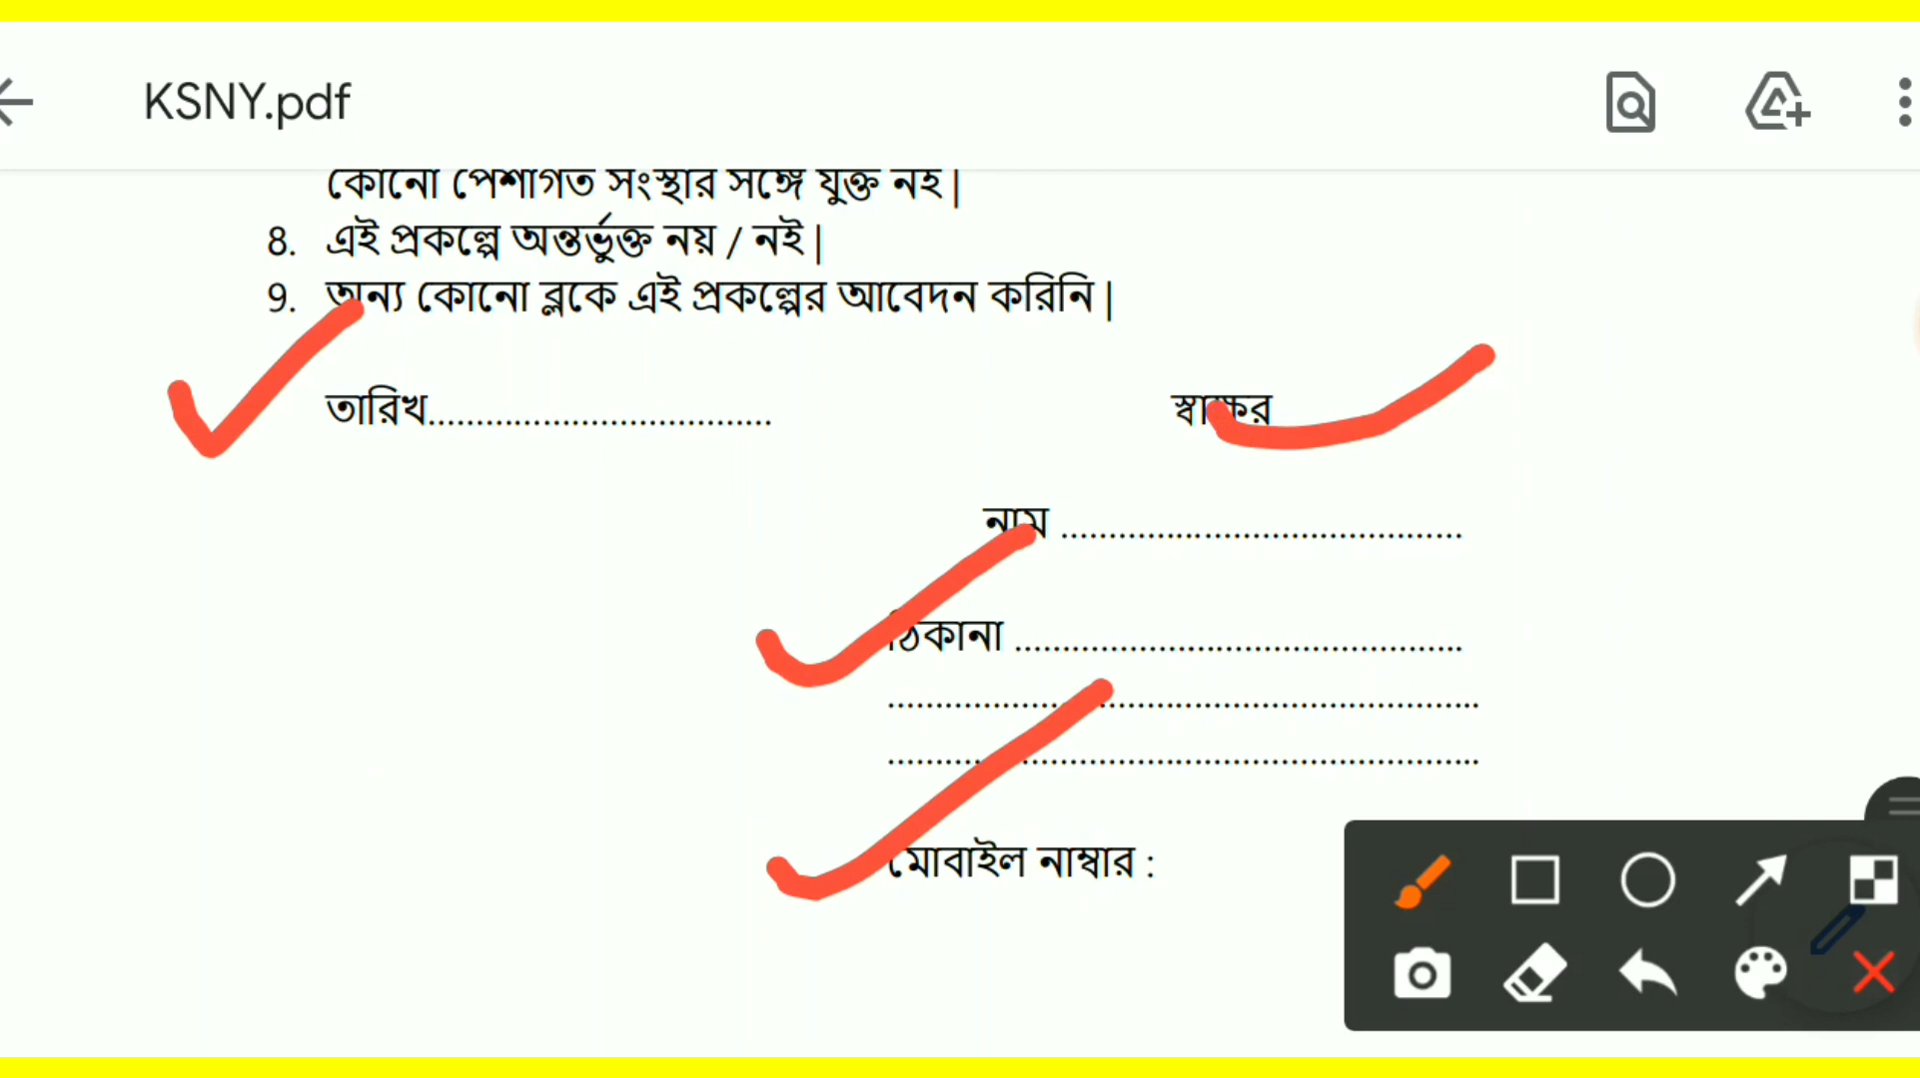 KSNY.pdf
কোনো পেশাগত সংস্থার সঙ্গে যুক্ত নই|
8. এই প্রকল্পে অন্তর্ভুক্ত নয় / নই|
9. অন্য কোনো ব্লকে এই প্রকল্পের আবেদন করিনি|
তারিখ.................................. স্বাক্ষর
নাম ........................................
ঠিকানা .............................................
...........................................................
...........................................................
মোবাইল নাম্বার :